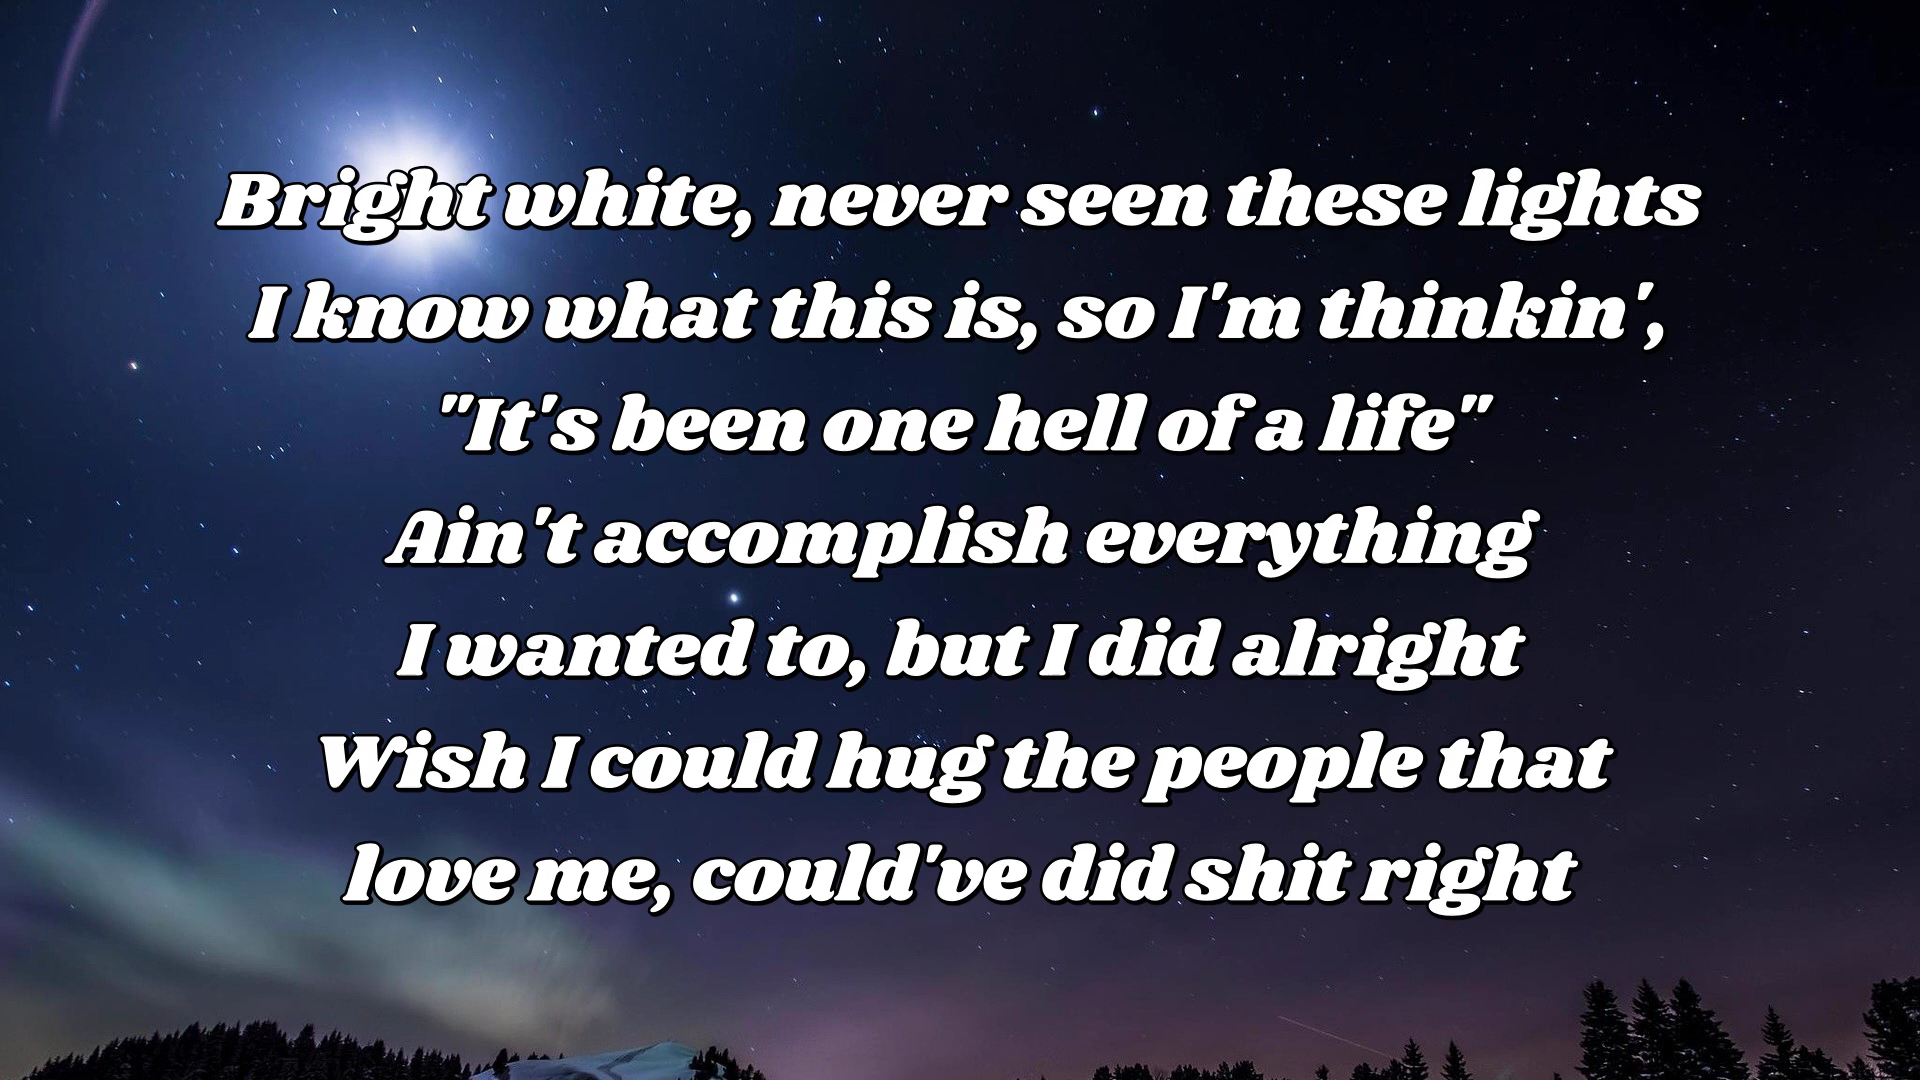 Bright white, never seen these lights
I know what this is, so I'm thinkin',
"It's been one hell of a life"
Ain't accomplish everything
I wanted to, but I did alright
Wish I could hug the people that
love me, could've did shit right